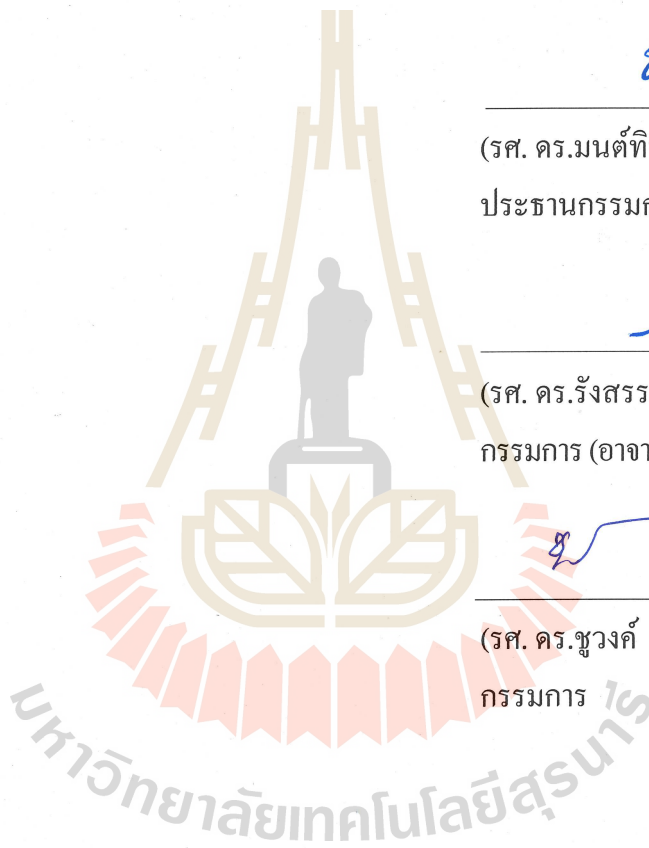 (รศ. ดร.มนต์ทิ
ประธานกรรมก
(รศ. ดร.รังสรร
กรรมการ (อาจา
(รศ. ดร.ชูวงค์
กรรมการ
มหาวิทยาลัยเทคโนโลยีสุรนารี